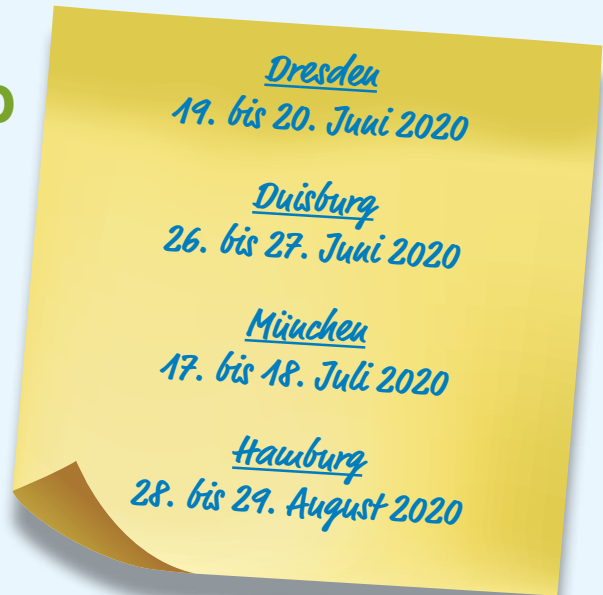 Dresden
19. bis 20. Juni 2020
Duisburg
26. bis 27. Juni 2020
München
17. bis 18. Juli 2020
Hamburg
28. bis 29. August 2020